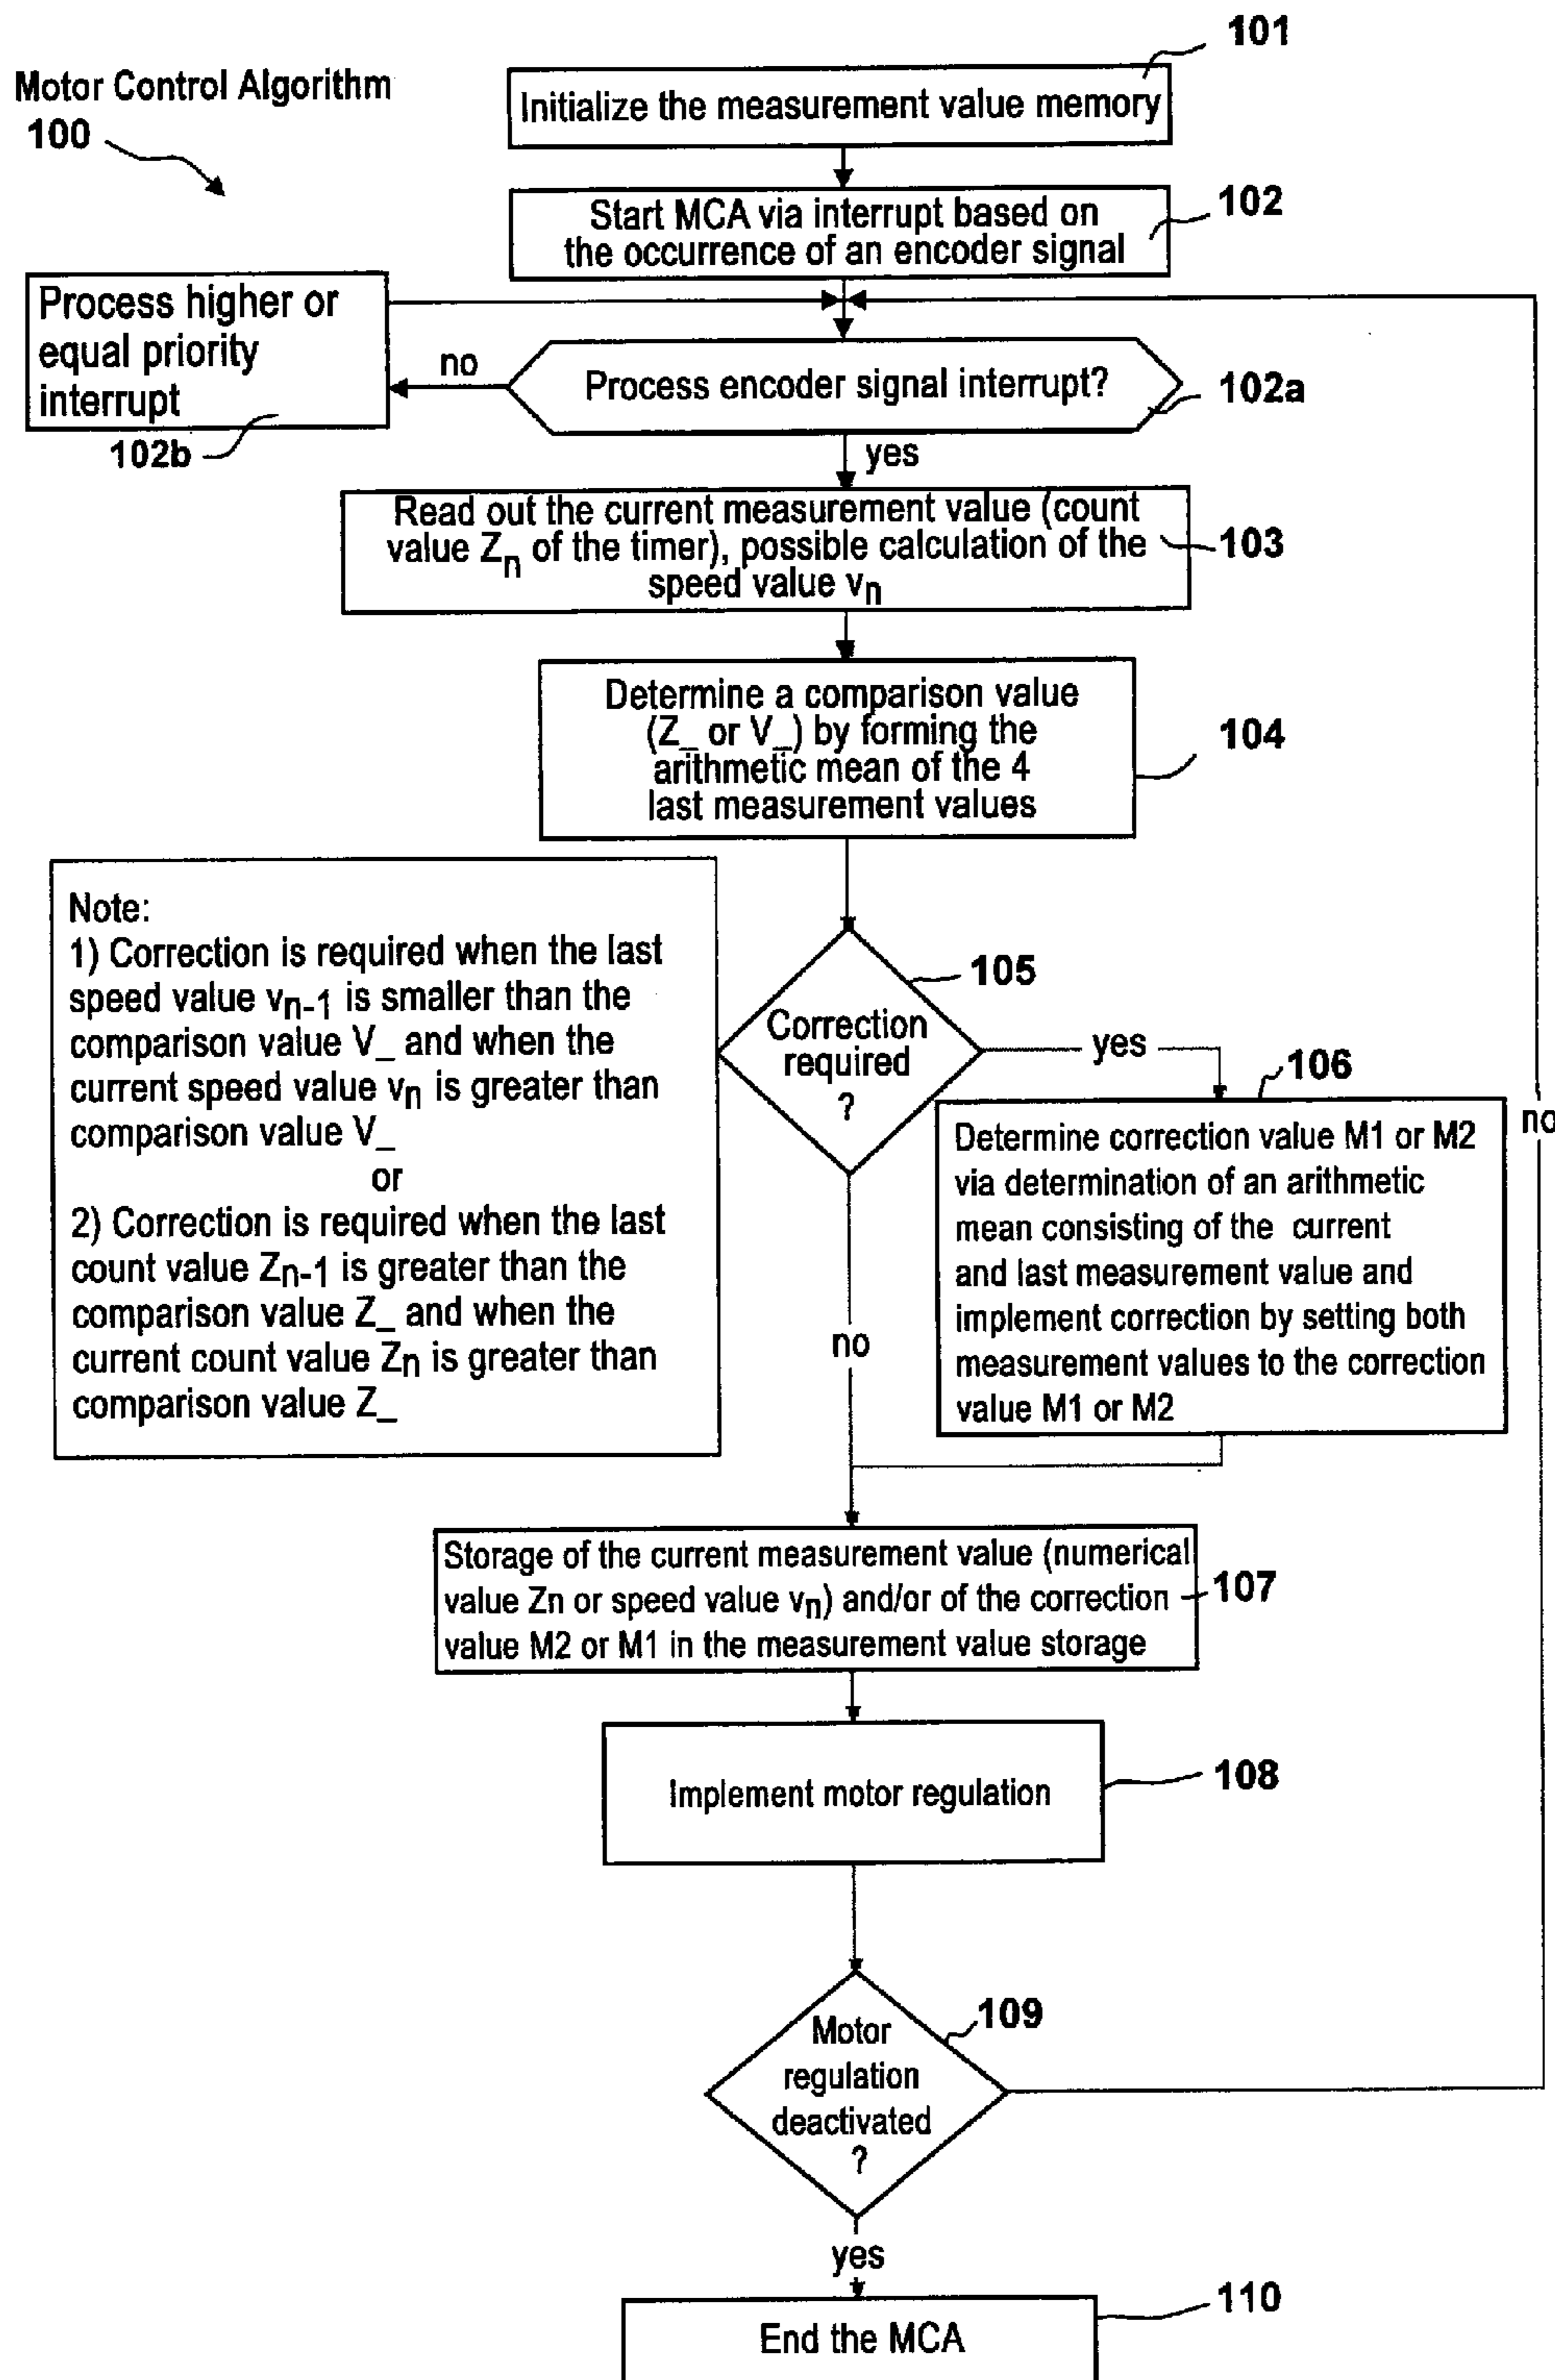 101
Motor Control Algorithm
100
Initialize the measurement value memory
102
Start MCA via interrupt based on
the occurrence of an encoder signal
Process higher or
equal priority
interrupt
102b
no
Process encoder signal interrupt?
102a
yes
Read out the current measurement value (count
value Zn of the timer), possible calculation of the
speed value vn
103
Determine a comparison value
(Z_ or V_) by forming the
arithmetic mean of the 4
last measurement values
104
Note:
1) Correction is required when the last
speed value vn-1 is smaller than the
comparison value V_ and when the
current speed value vn is greater than
comparison value V_
or
2) Correction is required when the last
count value Zn-1 is greater than the
comparison value Z_ and when the
current count value Zn is greater than
comparison value Z_
105
Correction
required
?
yes
no
106
Determine correction value M1 or M2
via determination of an arithmetic
mean consisting of the current
and last measurement value and
implement correction by setting both
measurement values to the correction
value M1 or M2
no
Storage of the current measurement value (numerical
value Zn or speed value vn) and/or of the correction
value M2 or M1 in the measurement value storage
107
Implement motor regulation
108
Motor
regulation
deactivated
?
109
yes
End the MCA
110